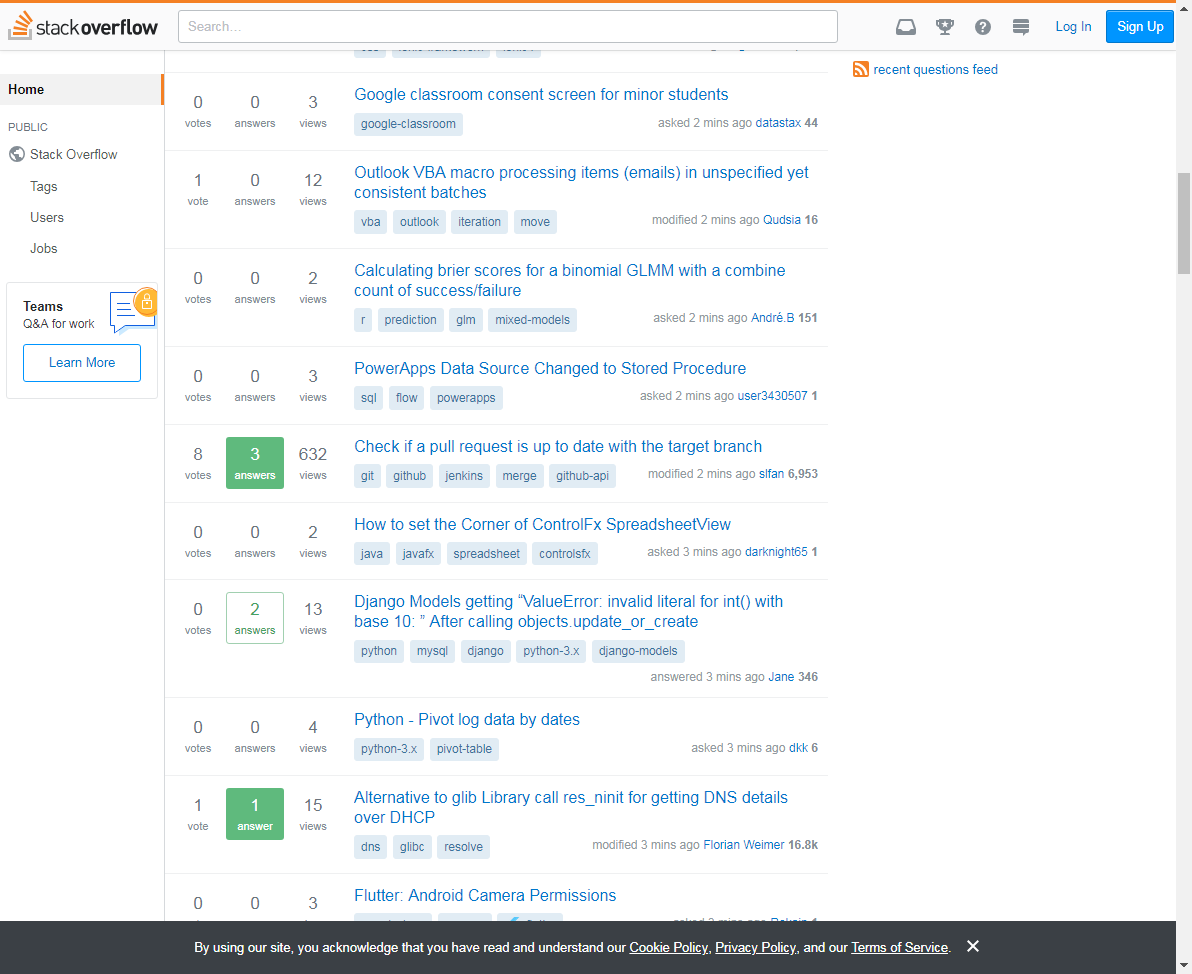 stackoverflow
Search...
Log In
Sign Up
Home
PUBLIC
Stack Overflow
Tags
Users
Jobs
Teams
Q&A for work
Learn More
recent questions feed
0 votes 0 answers 3 views
Google classroom consent screen for minor students
google-classroom
asked 2 mins ago datastax 44
1 vote 0 answers 12 views
Outlook VBA macro processing items (emails) in unspecified yet
consistent batches
vba outlook iteration move
modified 2 mins ago Qudsia 16
0 votes 0 answers 2 views
Calculating brier scores for a binomial GLMM with a combine
count of success/failure
r prediction glm mixed-models
asked 2 mins ago André.B 151
0 votes 0 answers 3 views
PowerApps Data Source Changed to Stored Procedure
sql flow powerapps
asked 2 mins ago user3430507 1
8 votes 3 answers 632 views
Check if a pull request is up to date with the target branch
git github jenkins merge github-api
modified 2 mins ago slfan 6,953
0 votes 0 answers 2 views
How to set the Corner of ControlFx SpreadsheetView
java javafx spreadsheet controlsfx
asked 3 mins ago darknight65 1
0 votes 2 answers 13 views
Django Models getting “ValueError: invalid literal for int() with
base 10: ” After calling objects.update_or_create
python mysql django python-3.x django-models
answered 3 mins ago Jane 346
0 votes 0 answers 4 views
Python - Pivot log data by dates
python-3.x pivot-table
asked 3 mins ago dkk 6
1 vote 1 answer 15 views
Alternative to glib Library call res_ninit for getting DNS details
over DHCP
dns glibc resolve
modified 3 mins ago Florian Weimer 16.8k
0 0 3
Flutter: Android Camera Permissions
By using our site, you acknowledge that you have read and understand our Cookie Policy, Privacy Policy, and our Terms of Service.